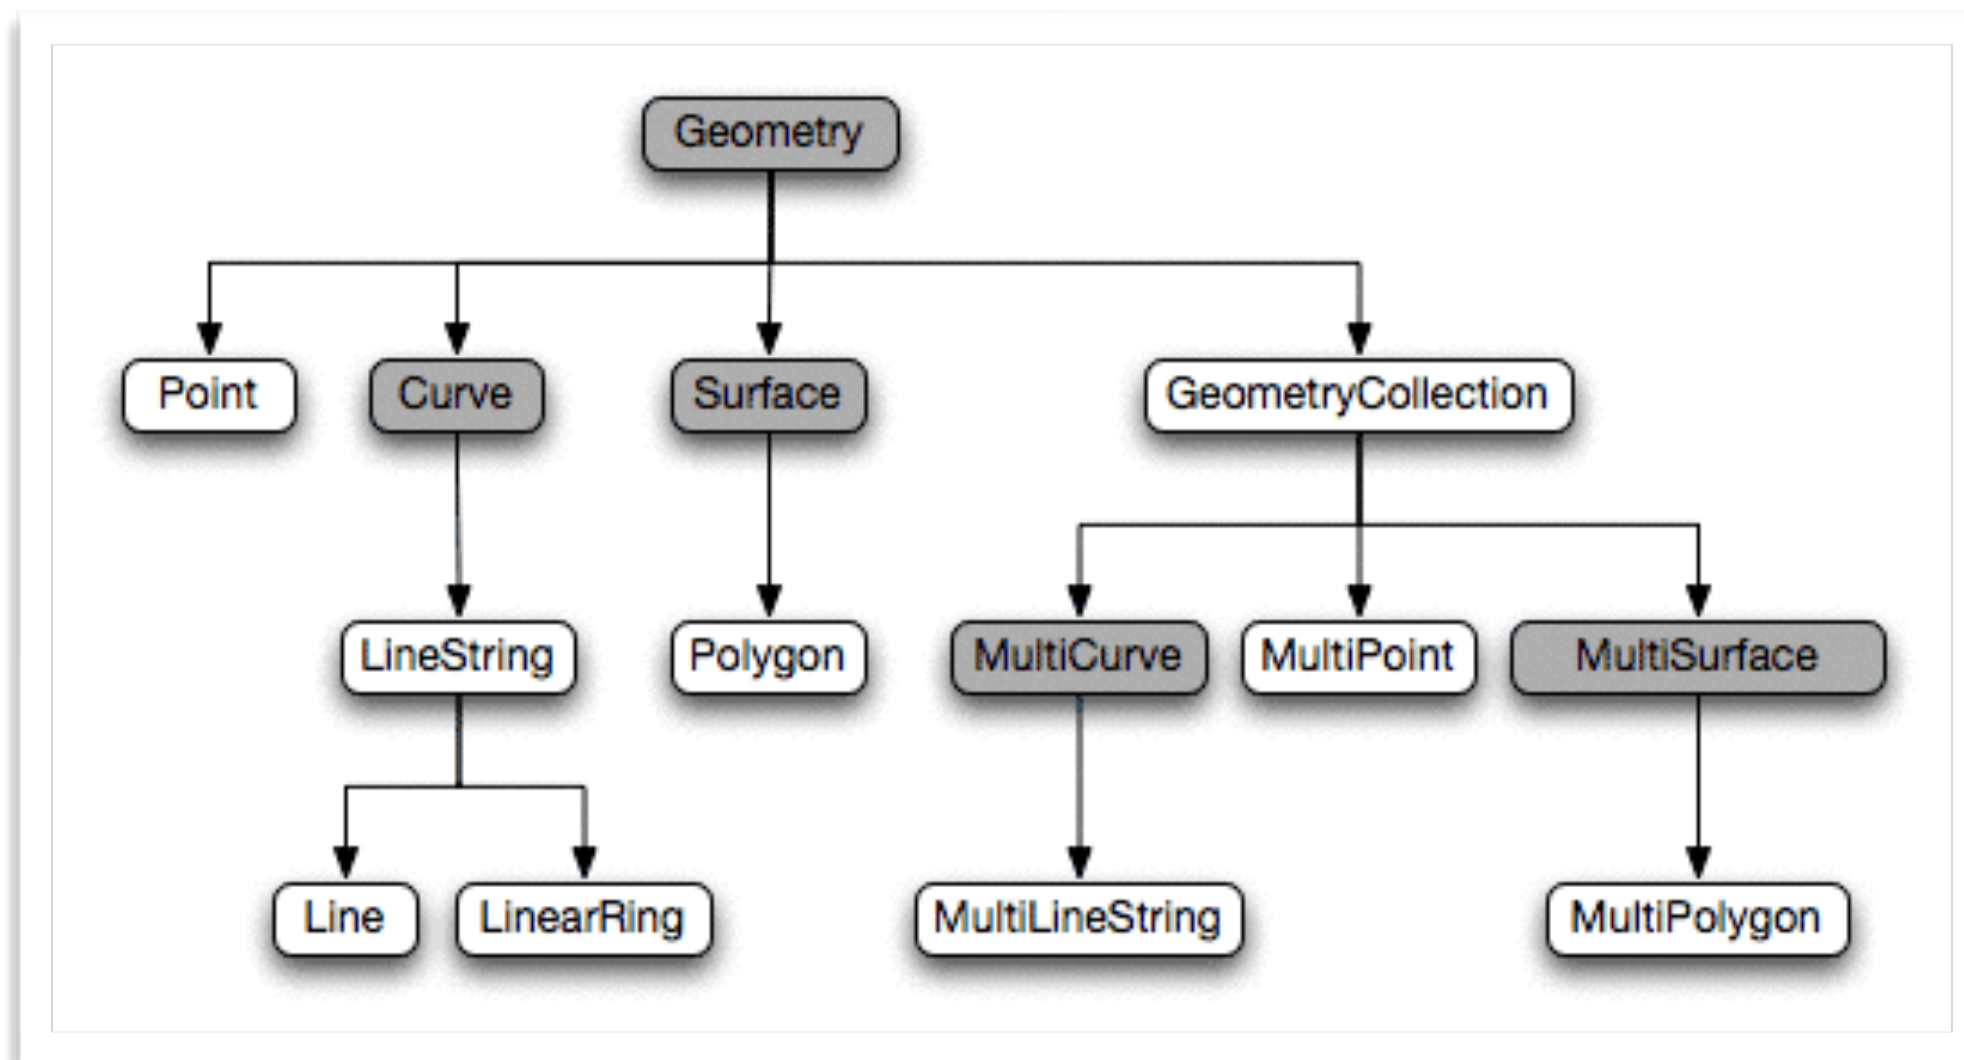 Geometry
Point
Curve
Surface
GeometryCollection
LineString
Polygon
MultiCurve
MultiPoint
MultiSurface
Line
LinearRing
MultiLineString
MultiPolygon